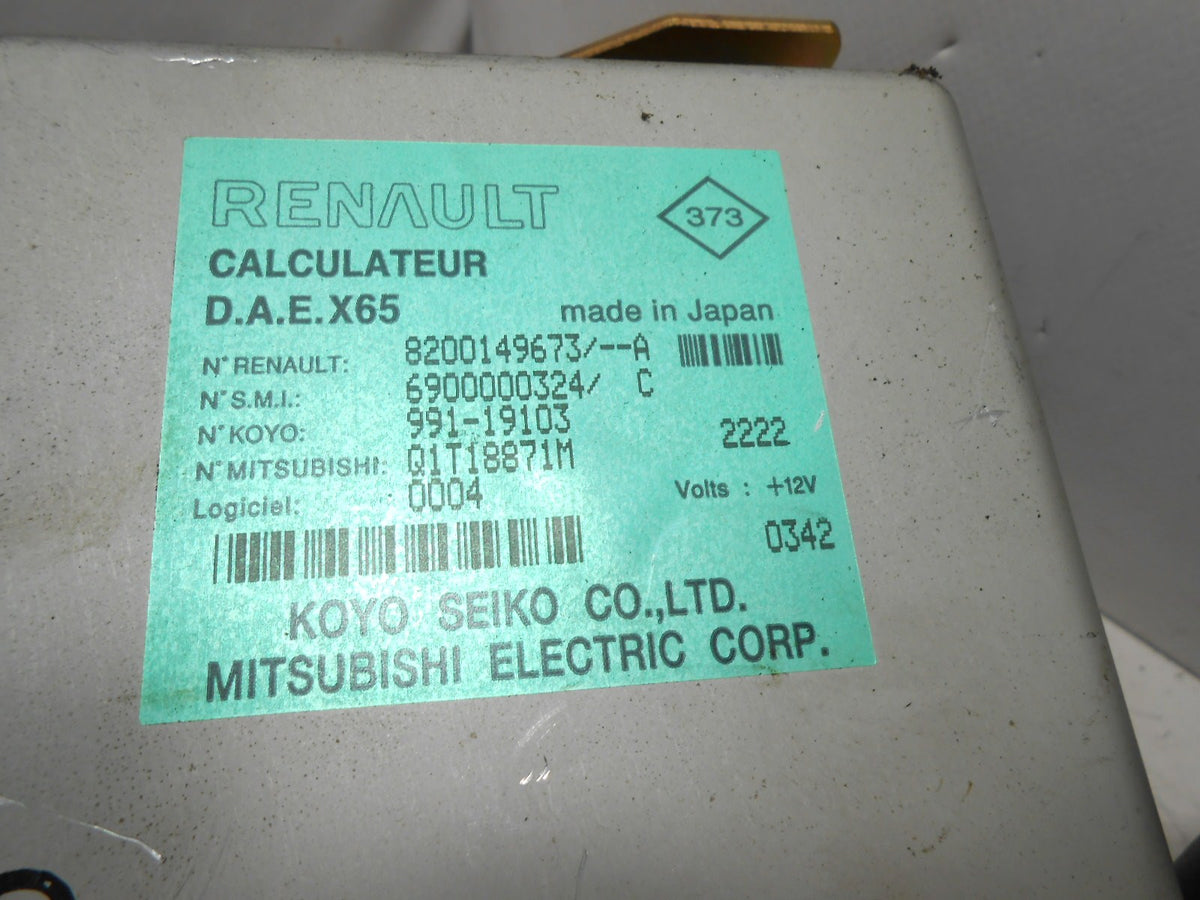 RENAULT
373
CALCULATEUR
D.A.E.X65
made in Japan
N° RENAULT: 8200149673/--A
N° S.M.I.: 6900000324/ C
N° KOYO: 991-19103
2222
N° MITSUBISHI: Q1T18871M
Logiciel: 0004
Volts : +12V
0342
KOYO SEIKO CO.,LTD.
MITSUBISHI ELECTRIC CORP.